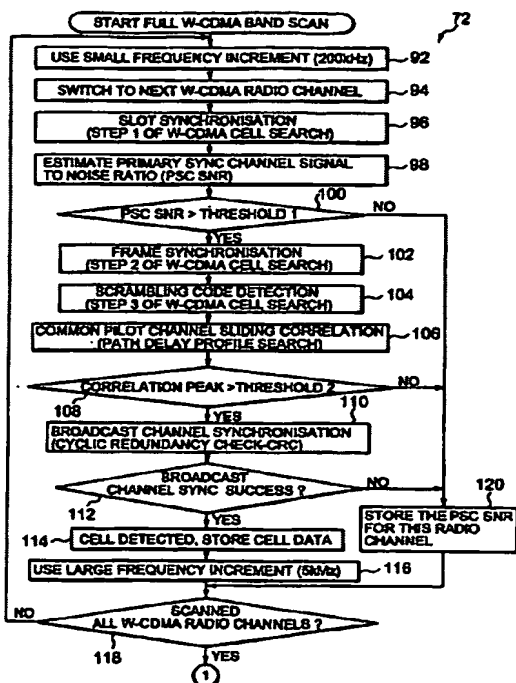 START FULL W-CDMA BAND SCAN
72
USE SMALL FREQUENCY INCREMENT (200kHz)
92
SWITCH TO NEXT W-CDMA RADIO CHANNEL
94
SLOT SYNCHRONISATION
(STEP 1 OF W-CDMA CELL SEARCH)
96
ESTIMATE PRIMARY SYNC CHANNEL SIGNAL
TO NOISE RATIO (PSC SNR)
98
100
PSC SNR > THRESHOLD 1
NO
YES
FRAME SYNCHRONISATION
(STEP 2 OF W-CDMA CELL SEARCH)
102
SCRAMBLING CODE DETECTION
(STEP 3 OF W-CDMA CELL SEARCH)
104
COMMON PILOT CHANNEL SLIDING CORRELATION
(PATH DELAY PROFILE SEARCH)
106
CORRELATION PEAK >THRESHOLD 2
NO
108
YES
110
BROADCAST CHANNEL SYNCHRONISATION
(CYCLIC REDUNDANCY CHECK-CRC)
BROADCAST
CHANNEL SYNC SUCCESS ?
NO
112
YES
120
STORE THE PSC SNR
FOR THIS RADIO
CHANNEL
114
CELL DETECTED, STORE CELL DATA
USE LARGE FREQUENCY INCREMENT (5MHz)
116
NO
SCANNED
ALL W-CDMA RADIO CHANNELS ?
118
YES
1